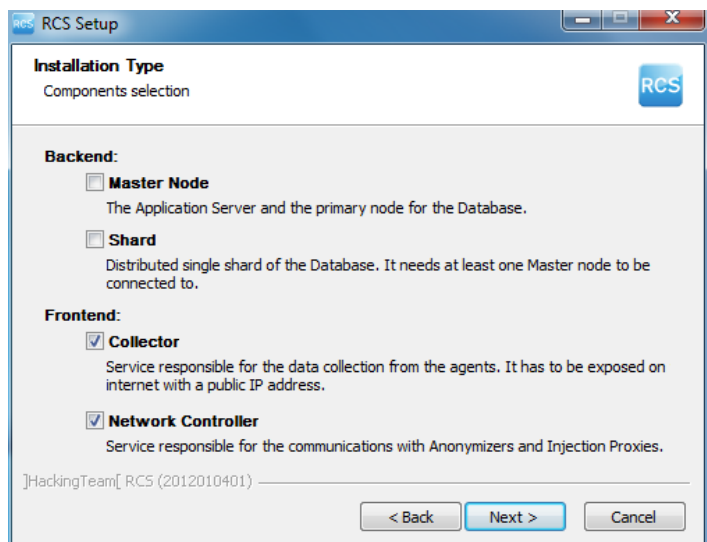 RCS RCS Setup
Installation Type
Components selection
RCS
Backend:
Master Node
The Application Server and the primary node for the Database.
Shard
Distributed single shard of the Database. It needs at least one Master node to be
connected to.
Frontend:
Collector
Service responsible for the data collection from the agents. It has to be exposed on
internet with a public IP address.
Network Controller
Service responsible for the communications with Anonymizers and Injection Proxies.
]HackingTeam[ RCS (2012010401)
< Back Next > Cancel